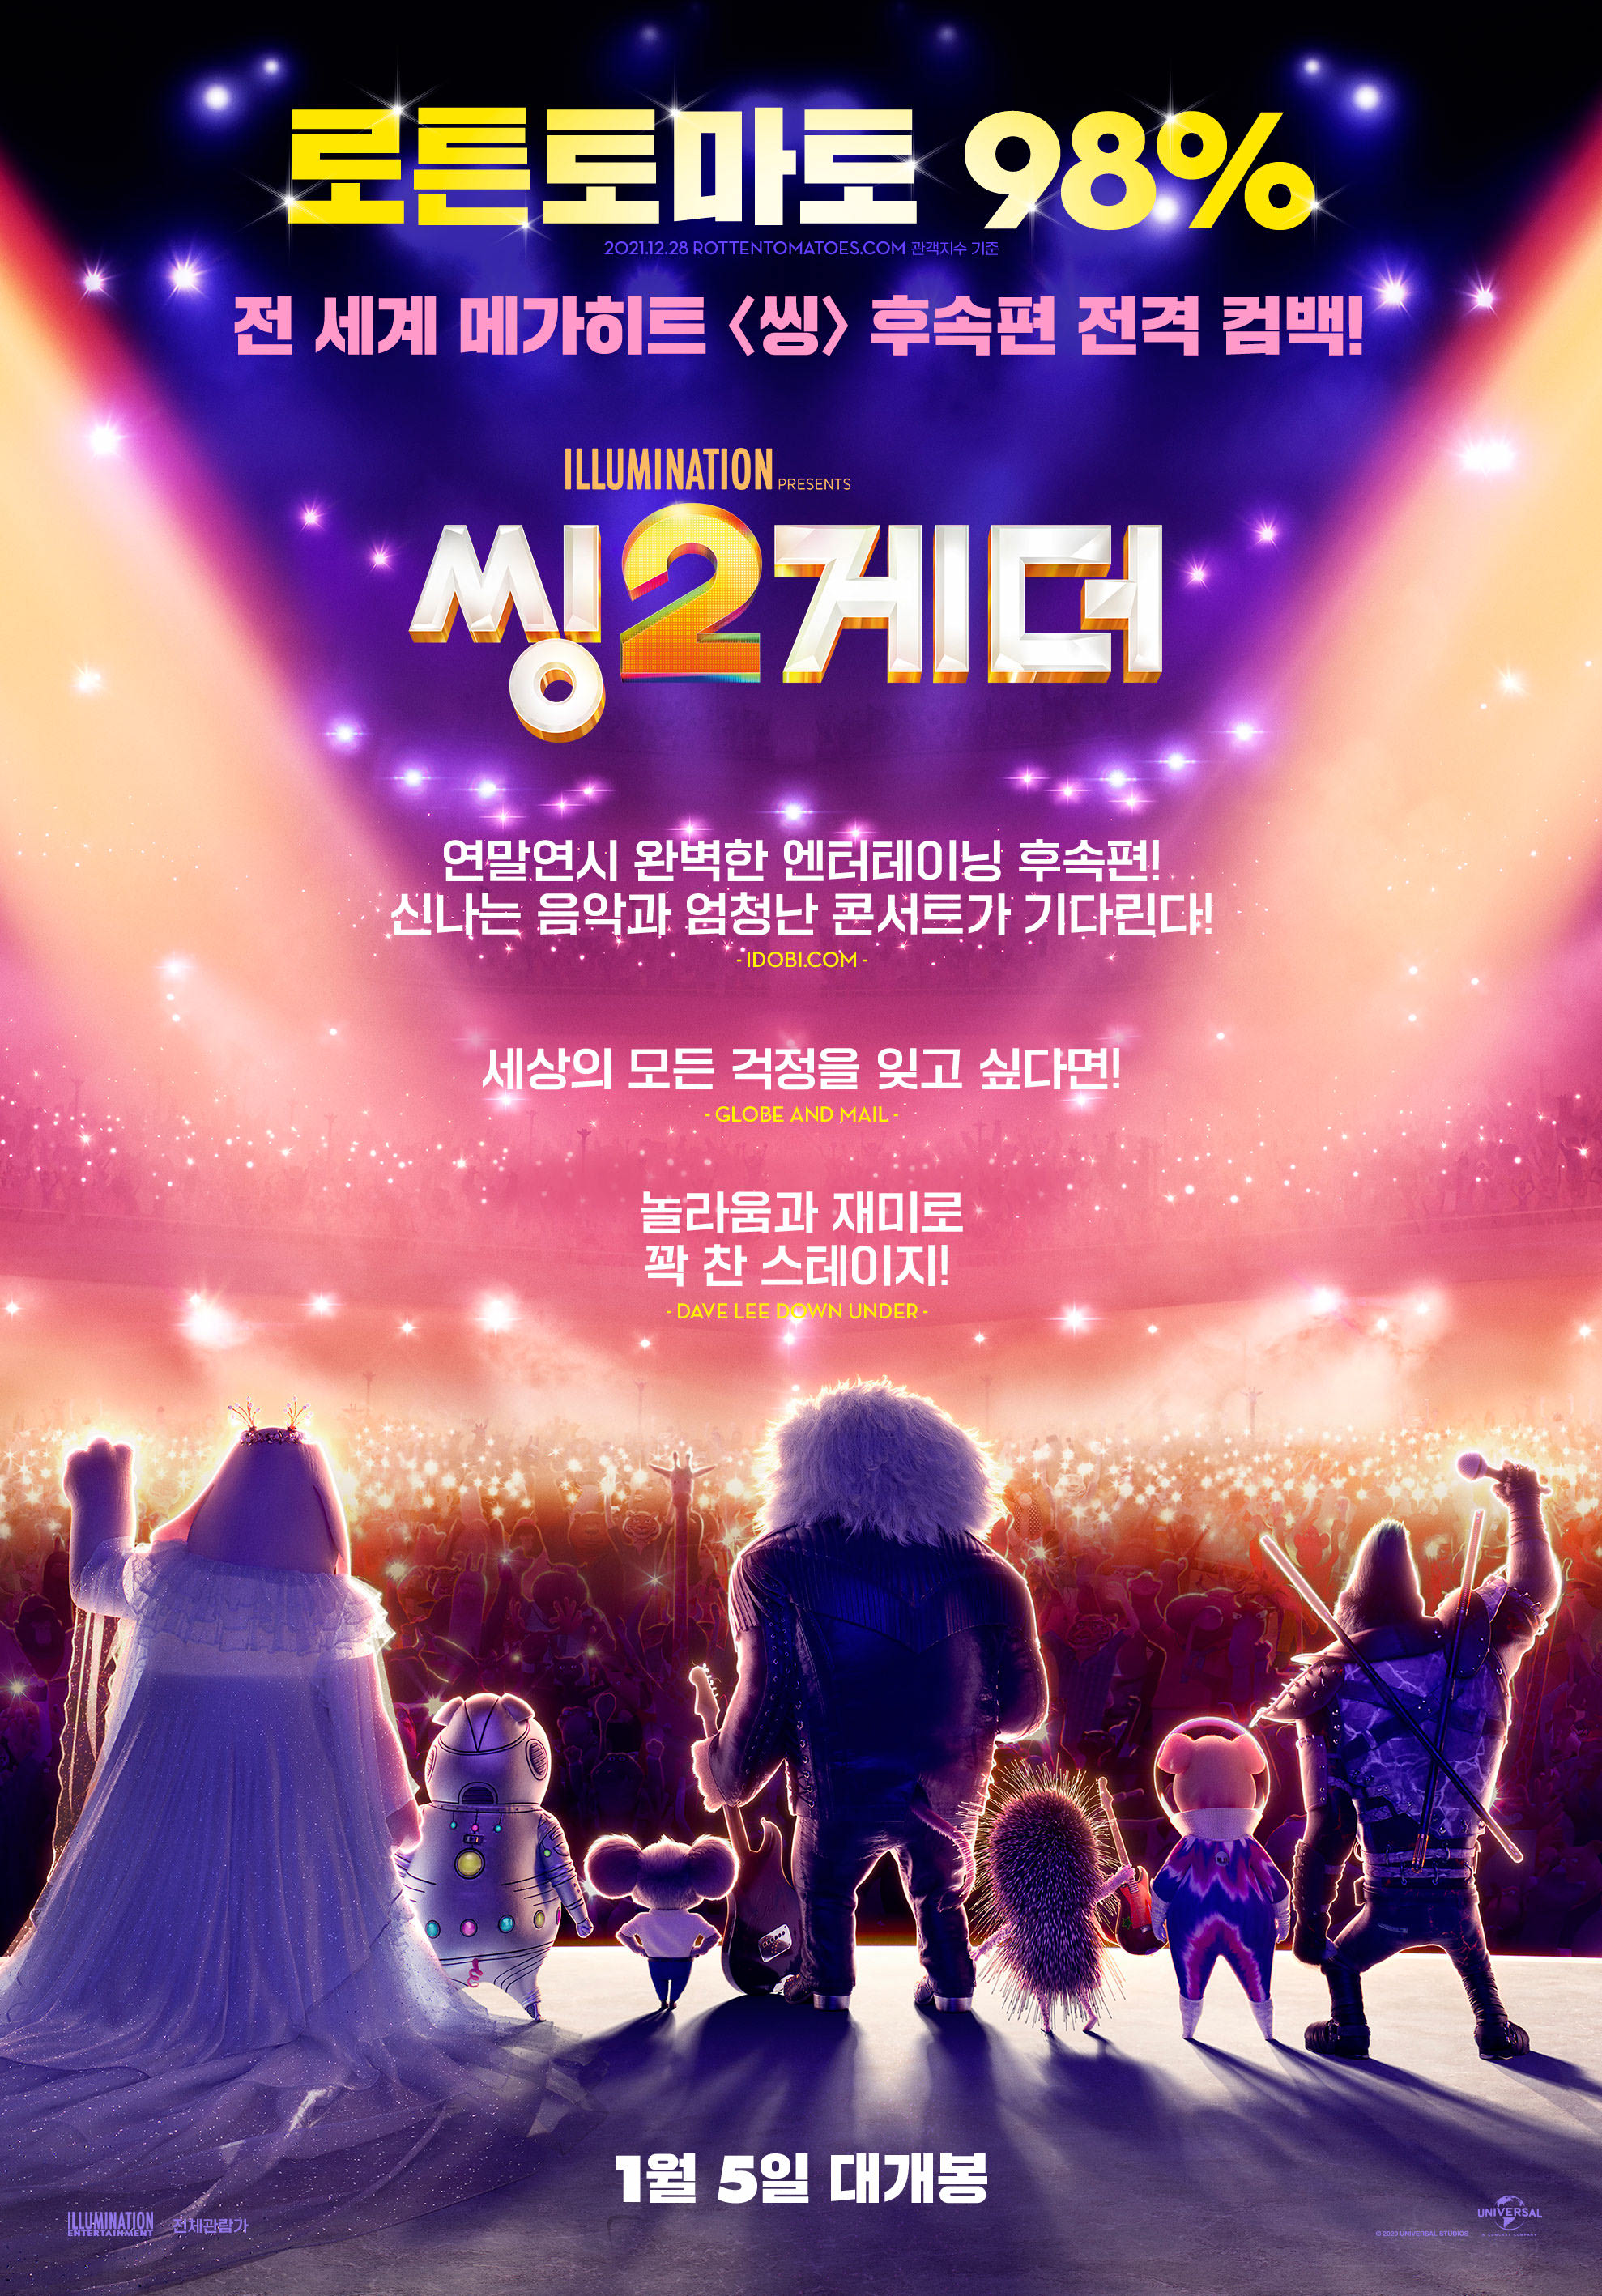 로튼토마토 98%
2021.12.28 ROTTENTOMATOES.COM 관객지수 기준
전 세계 메가히트 〈씽〉 후속편 전격 컴백!
ILLUMINATION PRESENTS
씽2게더
연말연시 완벽한 엔터테이닝 후속편!
신나는 음악과 엄청난 콘서트가 기다린다!
- IDOBI.COM -
세상의 모든 걱정을 잊고 싶다면!
- GLOBE AND MAIL -
놀라움과 재미로
꽉 찬 스테이지!
- DAVE LEE DOWN UNDER -
1월 5일 대개봉
ILLUMINATION
ENTERTAINMENT
전체관람가
© 2020 UNIVERSAL STUDIOS
UNIVERSAL
A COMCAST COMPANY